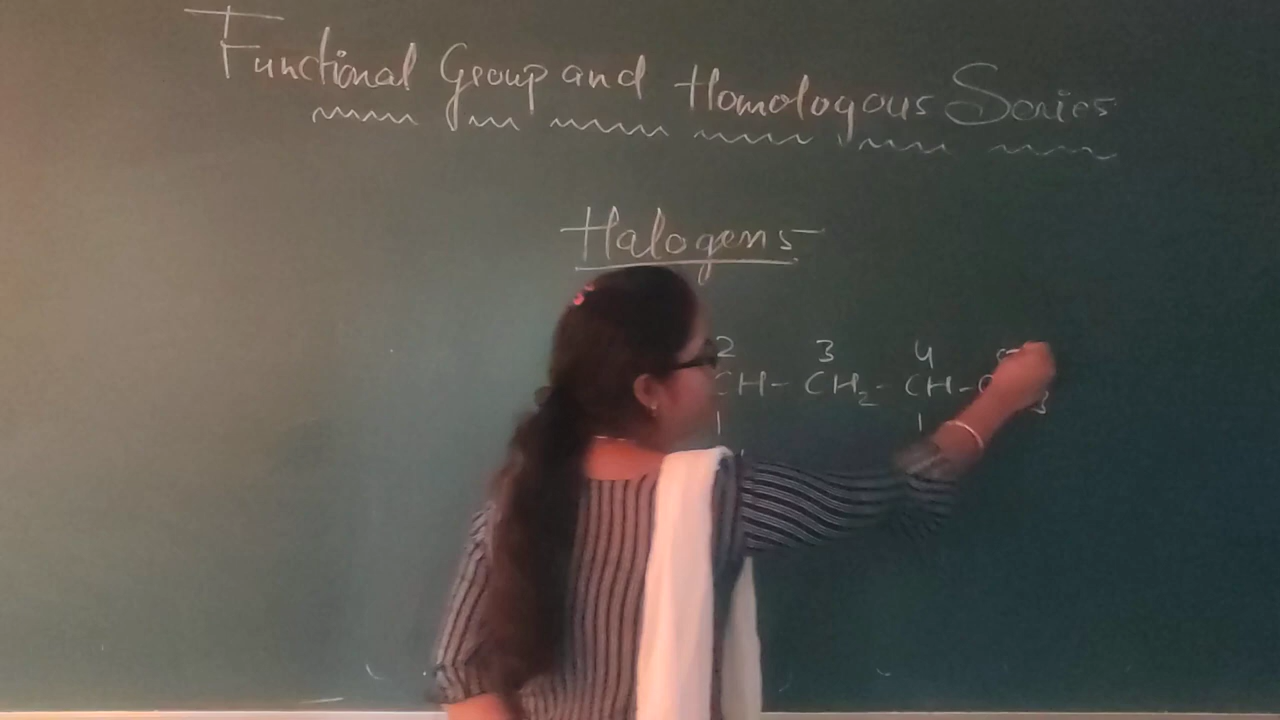 Functional Group and Homologous Series
Halogens
2 3 4
CH - CH₂ - CH -